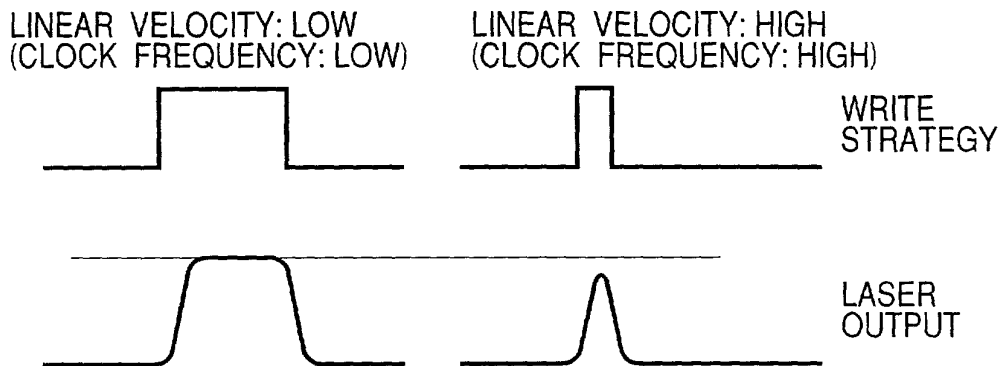 LINEAR VELOCITY: LOW
(CLOCK FREQUENCY: LOW)
LINEAR VELOCITY: HIGH
(CLOCK FREQUENCY: HIGH)
WRITE
STRATEGY
LASER
OUTPUT